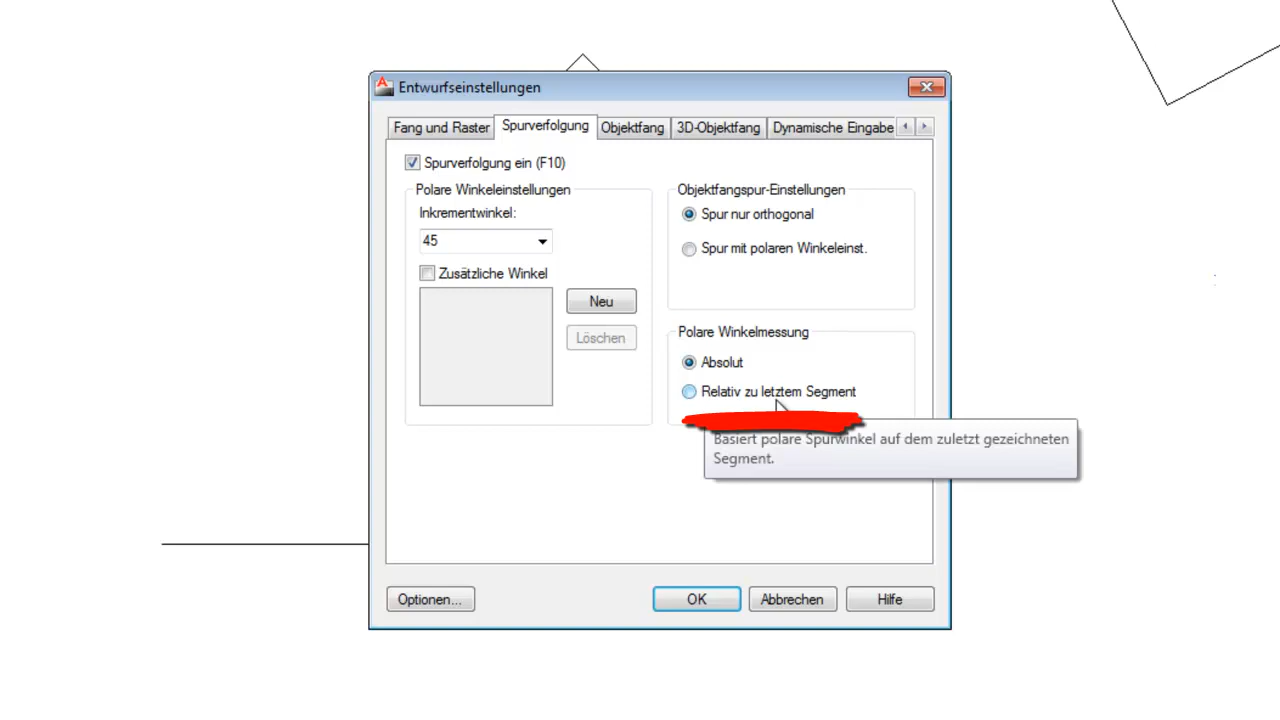 Entwurfseinstellungen
Fang und Raster
Spurverfolgung
Objektfang
3D-Objektfang
Dynamische Eingabe
Spurverfolgung ein (F10)
Polare Winkeleinstellungen
Inkrementwinkel:
45
Zusätzliche Winkel
Neu
Löschen
Objektfangspur-Einstellungen
Spur nur orthogonal
Spur mit polaren Winkeleinst.
Polare Winkelmessung
Absolut
Relativ zu letztem Segment
Basiert polare Spurwinkel auf dem zuletzt gezeichneten
Segment.
Optionen...
OK
Abbrechen
Hilfe